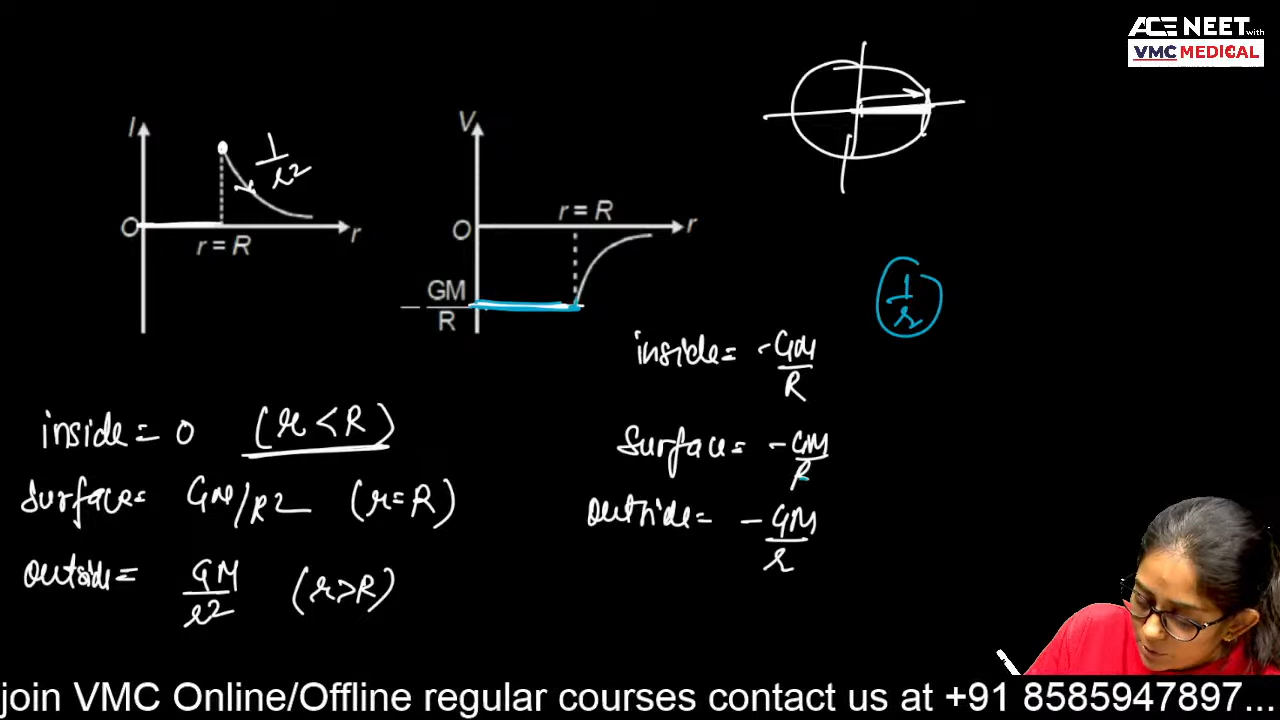 ACE NEET with
VMC MEDICAL
I
1/r²
O
r = R
r
V
r = R
O
r
- GM/R
1/r
inside = -GM/R
inside = 0 (r < R)
surface = -GM/R
surface = GM/R2 (r = R)
outside = -GM/r
outside = GM/r2 (r > R)
join VMC Online/Offline regular courses contact us at +91 8585947897...